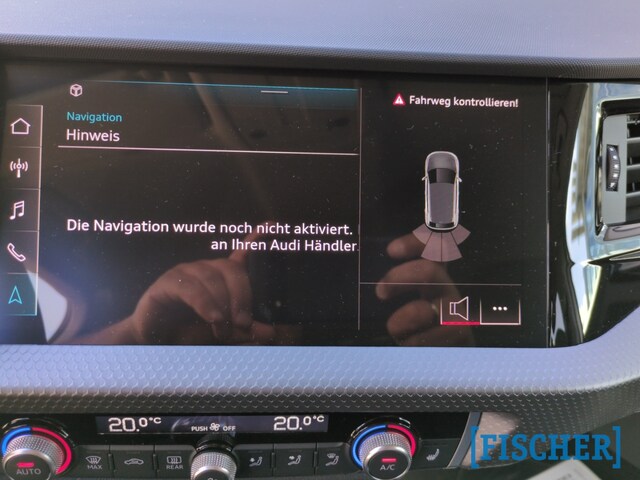 Navigation
Hinweis
Fahrweg kontrollieren!
Die Navigation wurde noch nicht aktiviert.
an Ihren Audi Händler
20.0°C
PUSH OFF
20.0°C
AUTO
MAX
REAR
A/C
[FISCHER]